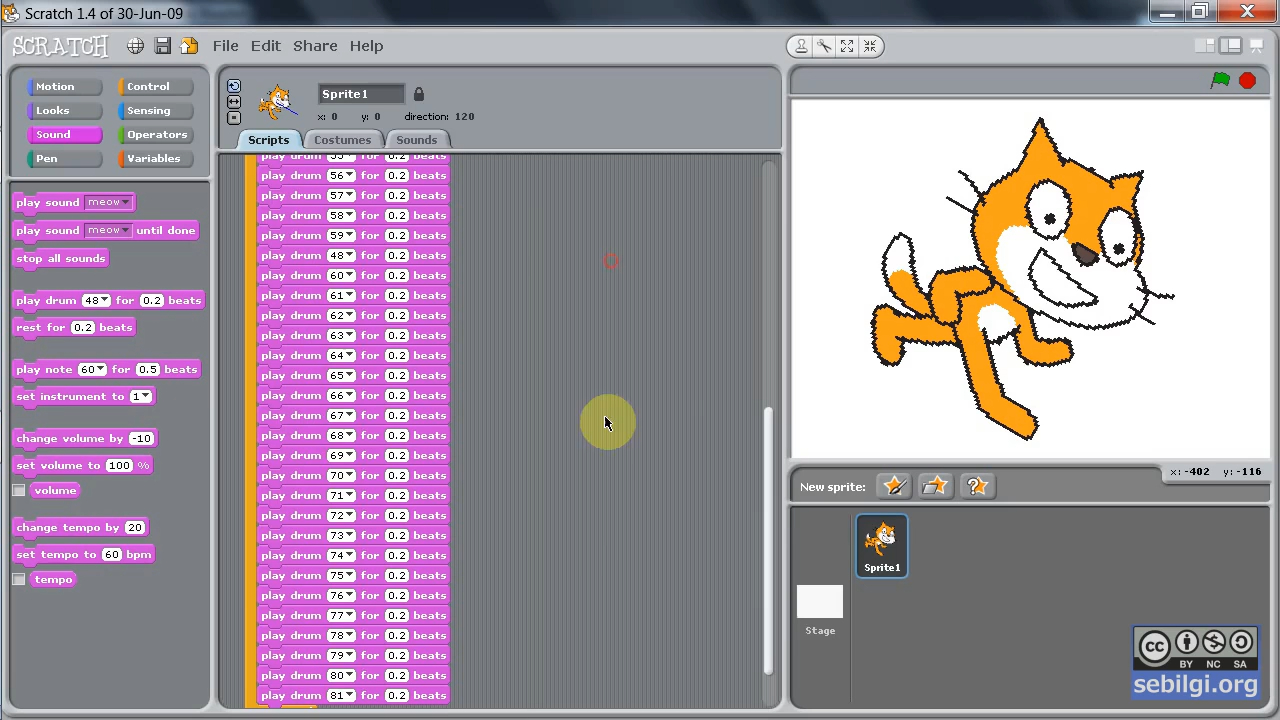 Scratch 1.4 of 30-Jun-09
SCRATCH File Edit Share Help
Motion Control
Looks Sensing
Sound Operators
Pen Variables
play sound meow
play sound meow until done
stop all sounds
play drum 48 for 0.2 beats
rest for 0.2 beats
play note 60 for 0.5 beats
set instrument to 1
change volume by -10
set volume to 100 %
volume
change tempo by 20
set tempo to 60 bpm
tempo
Sprite1
x: 0 y: 0 direction: 120
Scripts Costumes Sounds
play drum 55 for 0.2 beats
play drum 56 for 0.2 beats
play drum 57 for 0.2 beats
play drum 58 for 0.2 beats
play drum 59 for 0.2 beats
play drum 48 for 0.2 beats
play drum 60 for 0.2 beats
play drum 61 for 0.2 beats
play drum 62 for 0.2 beats
play drum 63 for 0.2 beats
play drum 64 for 0.2 beats
play drum 65 for 0.2 beats
play drum 66 for 0.2 beats
play drum 67 for 0.2 beats
play drum 68 for 0.2 beats
play drum 69 for 0.2 beats
play drum 70 for 0.2 beats
play drum 71 for 0.2 beats
play drum 72 for 0.2 beats
play drum 73 for 0.2 beats
play drum 74 for 0.2 beats
play drum 75 for 0.2 beats
play drum 76 for 0.2 beats
play drum 77 for 0.2 beats
play drum 78 for 0.2 beats
play drum 79 for 0.2 beats
play drum 80 for 0.2 beats
play drum 81 for 0.2 beats
x: -402 y: -116
New sprite:
Sprite1
Stage
cc BY NC SA
sebilgi.org